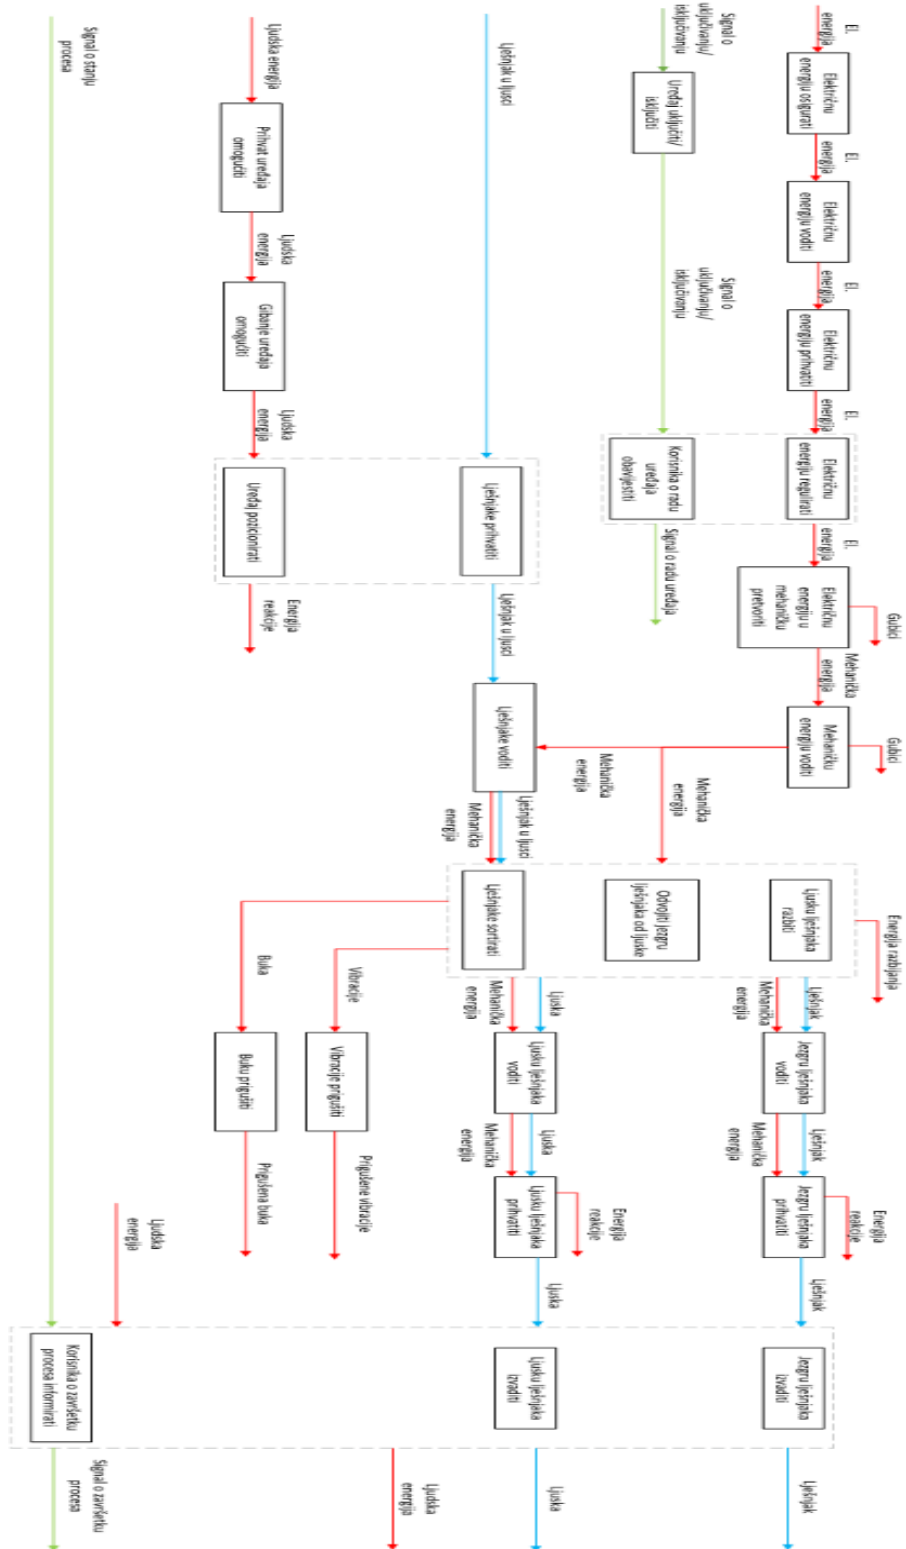 El.
energija
Električnu
energiju osigurati
El.
energija
Električnu
energiju voditi
El.
energija
Električnu
energiju prihvatiti
El.
energija
Električnu
energiju regulirati
El.
energija
Električnu
energiju u
mehaničku
pretvoriti
Gubici
Mehanička
energija
Mehaničku
energiju voditi
Gubici
Energija razbijanja
Ljusku lješnjaka
razbiti
Lješnjak
Mehanička
energija
Jezgru lješnjaka
voditi
Lješnjak
Mehanička
energija
Jezgru lješnjaka
prihvatiti
Energija
reakcije
Lješnjak
Jezgru lješnjaka
izvaditi
Lješnjak
Signal o
uključivanju/
isključivanju
Uređaj uključiti/
isključiti
Signal o
uključivanju/
isključivanju
Korisnika o radu
uređaja
obavijestiti
Signal o radu uređaja
Mehanička
energija
Mehanička
energija
Odvojiti jezgru
lješnjaka od ljuske
Lješnjak u ljusci
Lješnjake prihvatiti
Lješnjak u ljusci
Lješnjake voditi
Lješnjak u ljusci
Mehanička
energija
Lješnjake sortirati
Ljuska
Mehanička
energija
Ljusku lješnjaka
voditi
Ljuska
Mehanička
energija
Ljusku lješnjaka
prihvatiti
Energija
reakcije
Ljuska
Ljusku lješnjaka
izvaditi
Ljuska
Vibracije
Vibracije prigušiti
Prigušene vibracije
Ljudska
energija
Ljudska energija
Prihvat uređaja
omogućiti
Ljudska
energija
Gibanje uređaja
omogućiti
Ljudska
energija
Uređaj pozicionirati
Energija
reakcije
Buka
Buku prigušiti
Prigušena buka
Ljudska
energija
Signal o stanju
procesa
Korisnika o završetku
procesa informirati
Signal o završetku
procesa